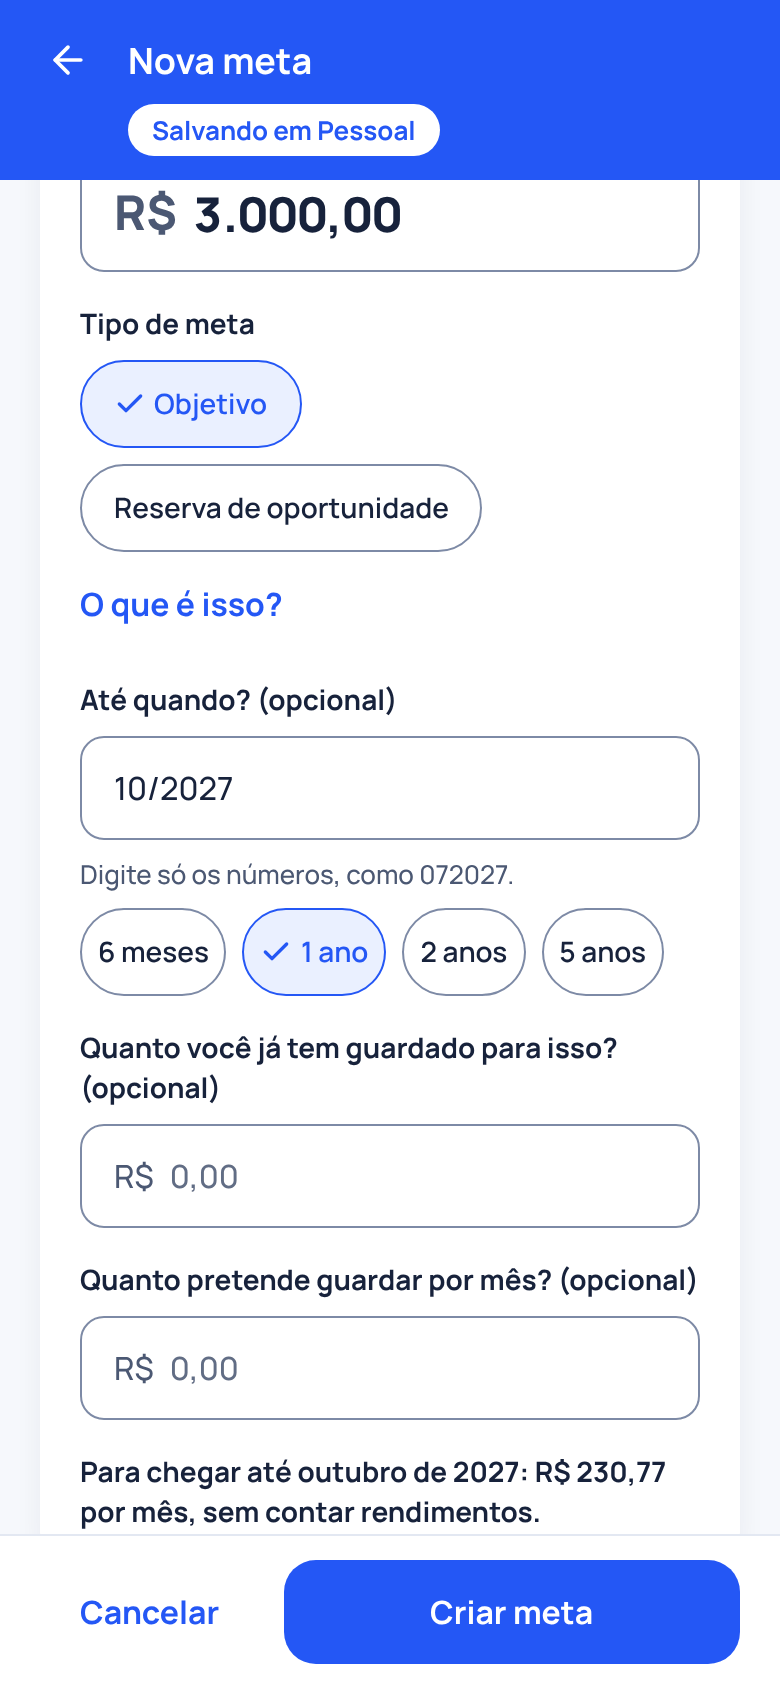 Nova meta
Salvando em Pessoal
R$ 3.000,00
Tipo de meta
Objetivo
Reserva de oportunidade
O que é isso?
Até quando? (opcional)
10/2027
Digite só os números, como 072027.
6 meses 1 ano 2 anos 5 anos
Quanto você já tem guardado para isso?
(opcional)
R$ 0,00
Quanto pretende guardar por mês? (opcional)
R$ 0,00
Para chegar até outubro de 2027: R$ 230,77
por mês, sem contar rendimentos.
Cancelar Criar meta